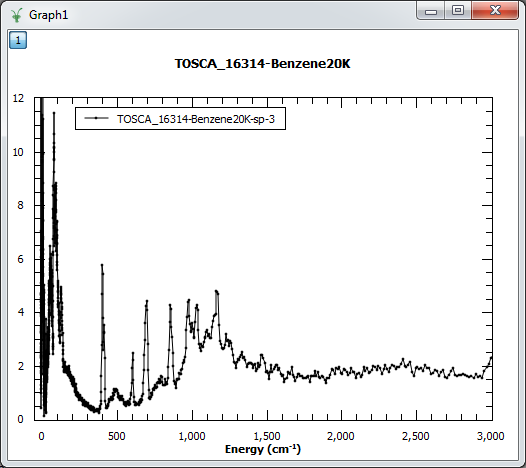 Graph1
1
TOSCA_16314-Benzene20K
TOSCA_16314-Benzene20K-sp-3
12
10
8
6
4
2
0
0 500 1,000 1,500 2,000 2,500 3,000
Energy (cm⁻¹)